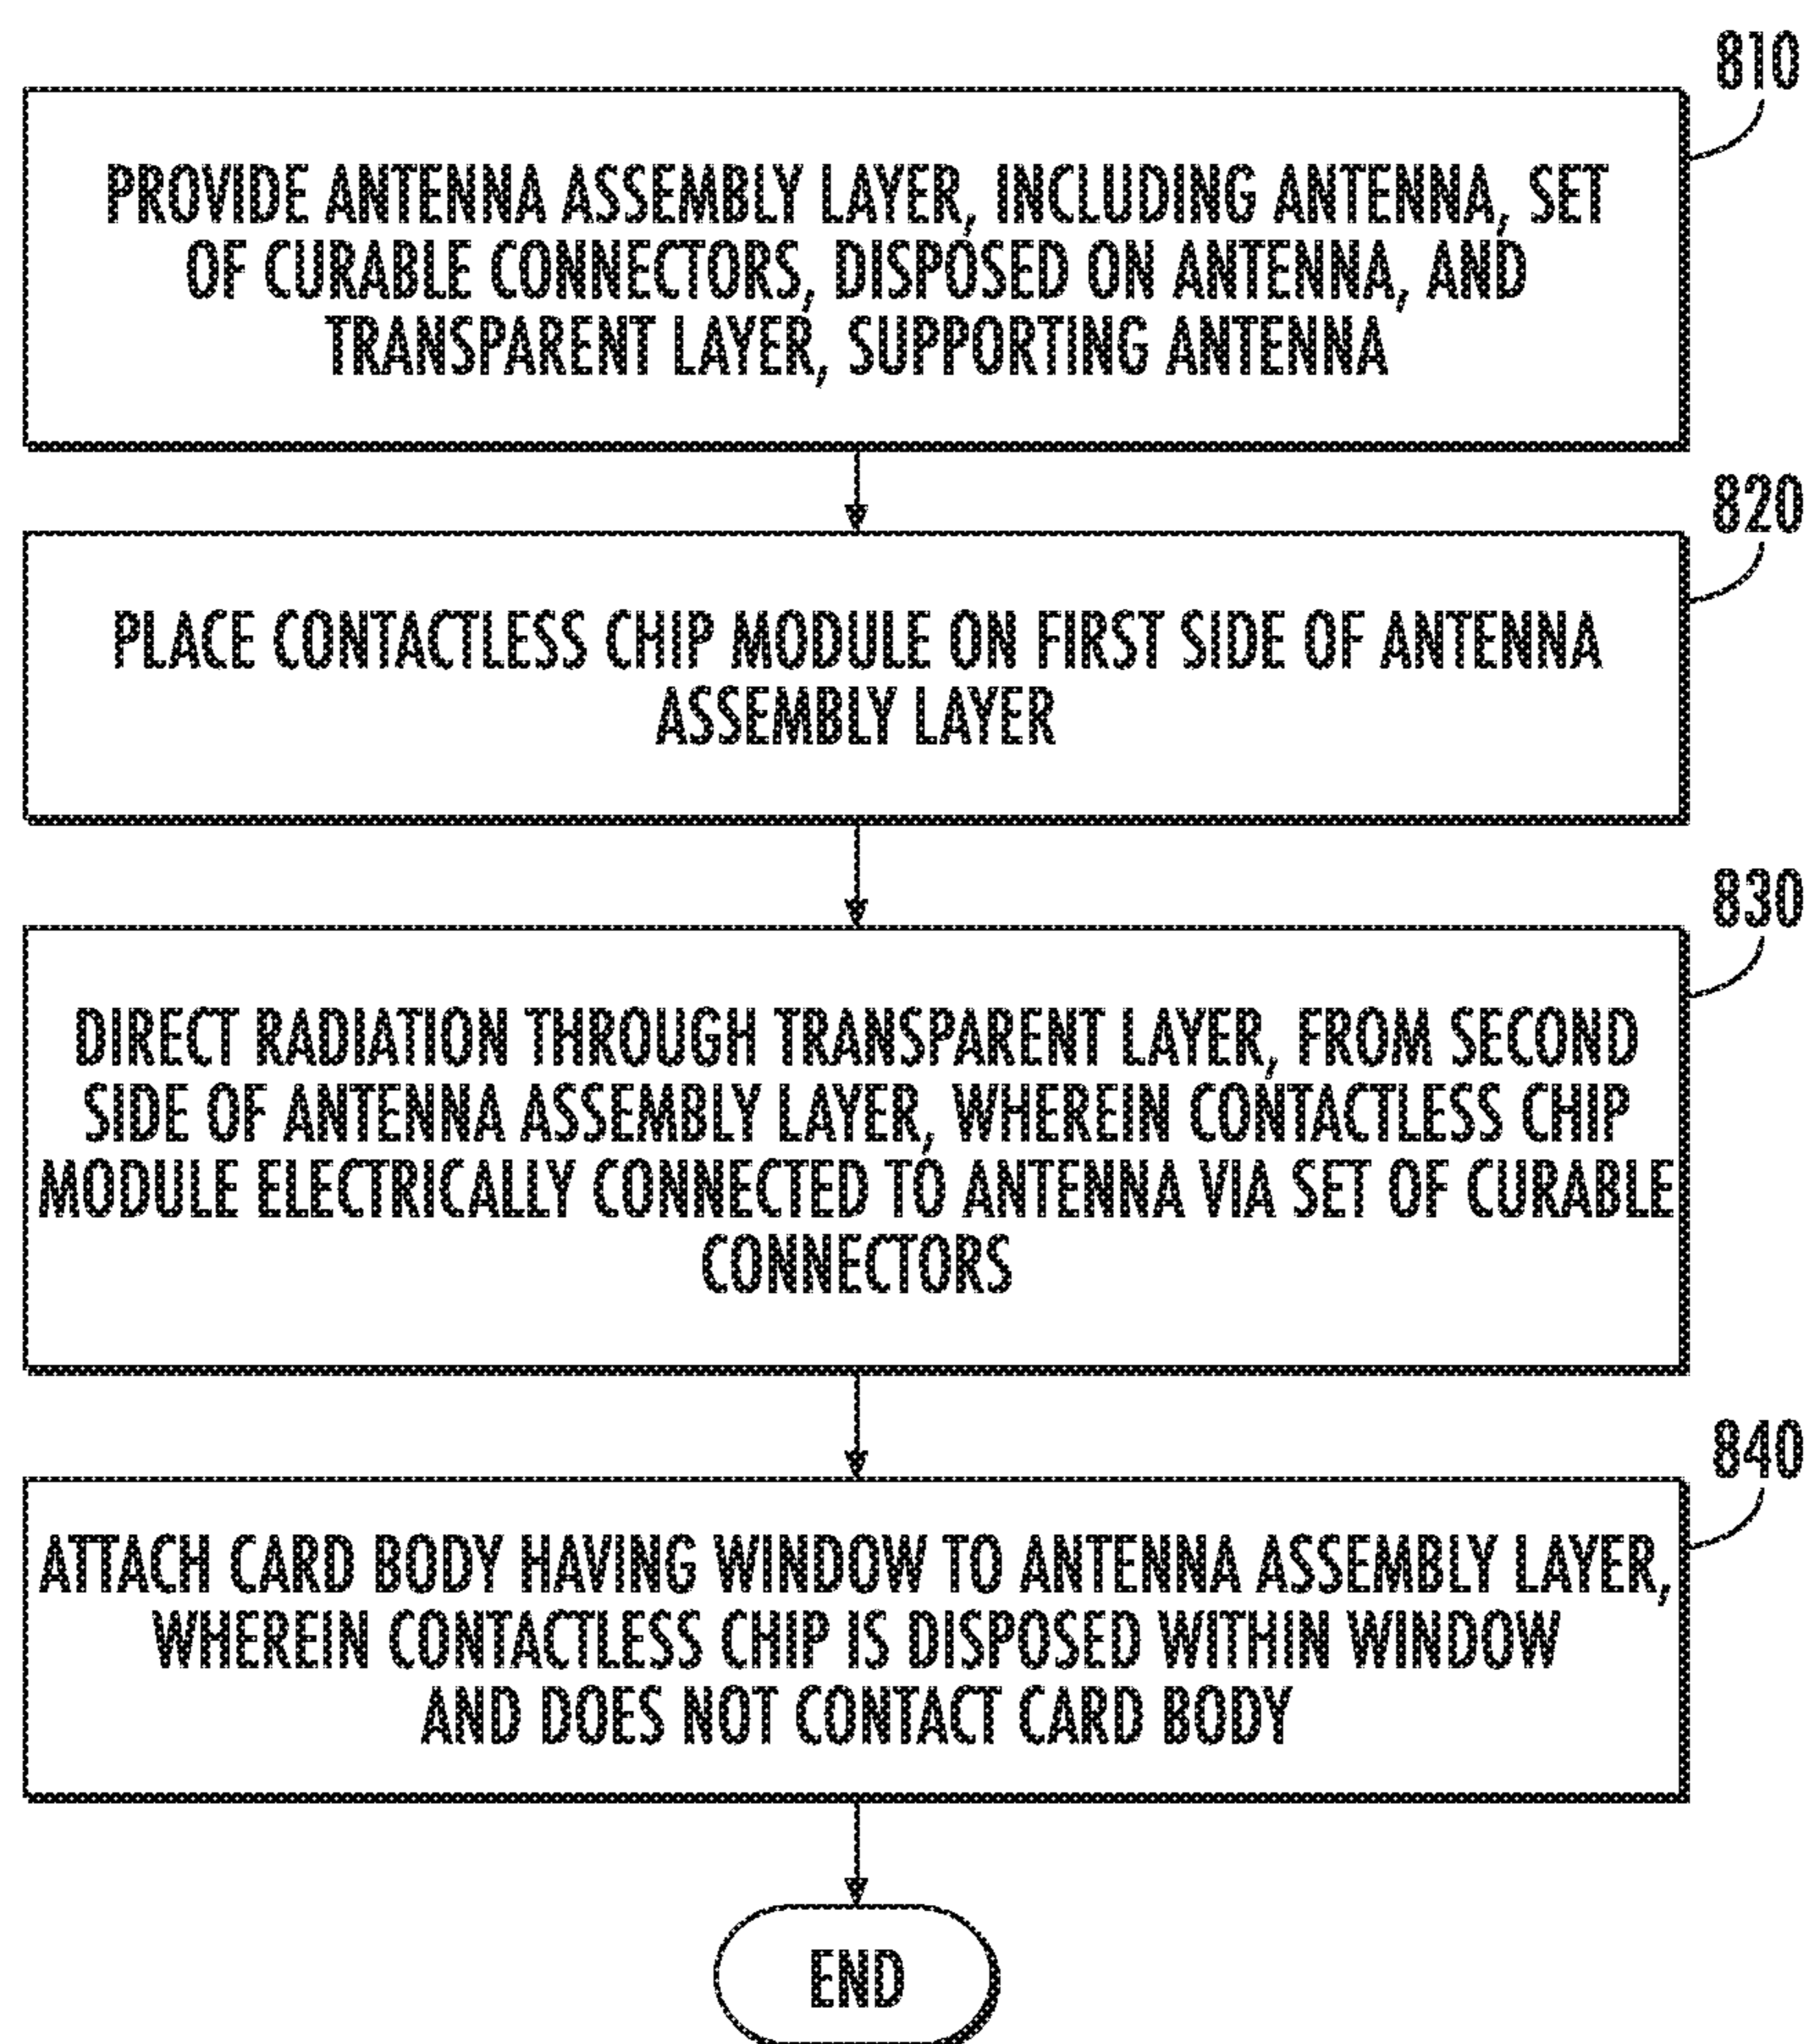 810
PROVIDE ANTENNA ASSEMBLY LAYER, INCLUDING ANTENNA, SET
OF CURABLE CONNECTORS, DISPOSED ON ANTENNA, AND
TRANSPARENT LAYER, SUPPORTING ANTENNA
820
PLACE CONTACTLESS CHIP MODULE ON FIRST SIDE OF ANTENNA
ASSEMBLY LAYER
830
DIRECT RADIATION THROUGH TRANSPARENT LAYER, FROM SECOND
SIDE OF ANTENNA ASSEMBLY LAYER, WHEREIN CONTACTLESS CHIP
MODULE ELECTRICALLY CONNECTED TO ANTENNA VIA SET OF CURABLE
CONNECTORS
840
ATTACH CARD BODY HAVING WINDOW TO ANTENNA ASSEMBLY LAYER,
WHEREIN CONTACTLESS CHIP IS DISPOSED WITHIN WINDOW
AND DOES NOT CONTACT CARD BODY
END